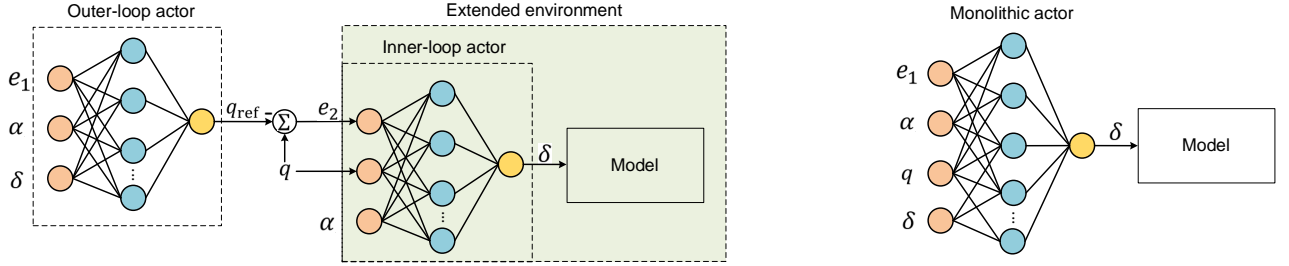 Outer-loop actor
Extended environment
Monolithic actor
Inner-loop actor
e₁
α
δ
q_ref
-
Σ
e₂
q
α
δ
Model
e₁
α
q
δ
δ
Model